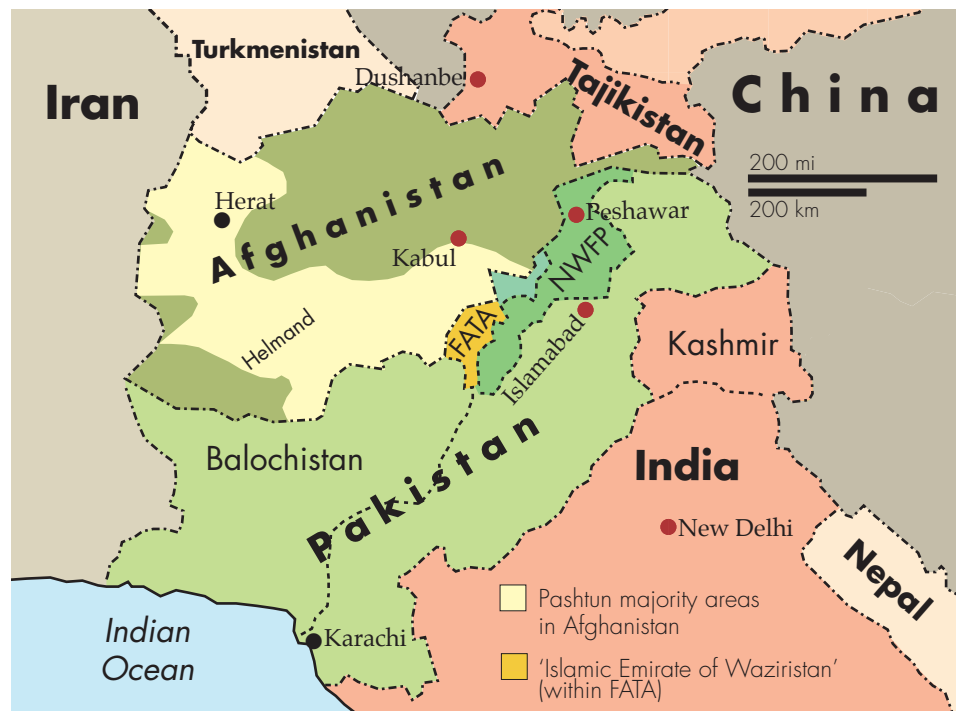 Turkmenistan
Dushanbe
Iran
Tajikistan
China
200 mi
200 km
Herat
Afghanistan
Peshawar
Kabul
NWFP
Helmand
FATA
Islamabad
Kashmir
Balochistan
Pakistan
India
New Delhi
Nepal
Pashtun majority areas
in Afghanistan
Indian
Ocean
Karachi
'Islamic Emirate of Waziristan'
(within FATA)